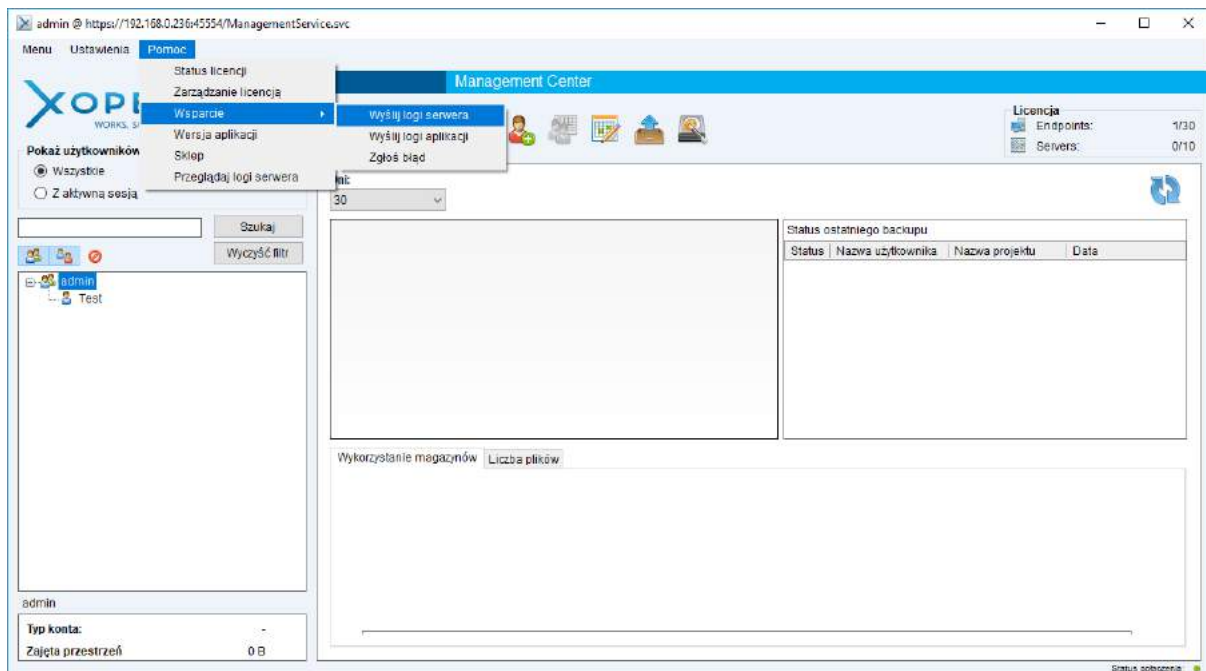 admin @ https://192.168.0.236:45554/ManagementService.svc
Menu Ustawienia Pomoc
Status licencji
Zarządzanie licencją
Wsparcie
Wersja aplikacji
Sklep
Przeglądaj logi serwera
Wyślij logi serwera
Wyślij logi aplikacji
Zgłoś błąd
Management Center
XOPE
WORKS, S
Licencja
Endpoints: 1/30
Servers: 0/10
Pokaż użytkowników
Wszystkie
Z aktywną sesją
Szukaj
Wyczyść filtr
admin
Test
30
Status ostatniego backupu
Status Nazwa użytkownika Nazwa projektu Data
Wykorzystanie magazynów Liczba plików
admin
Typ konta: -
Zajęta przestrzeń 0 B
Status połączenia